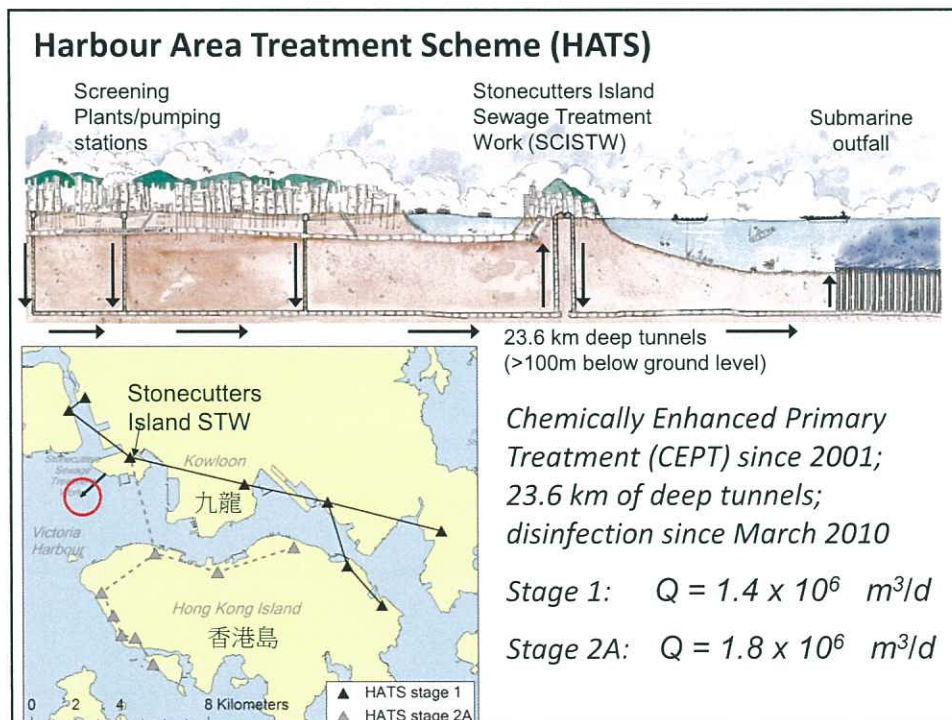 Harbour Area Treatment Scheme (HATS)
Screening
Plants/pumping
stations
Stonecutters Island
Sewage Treatment
Work (SCISTW)
Submarine
outfall
23.6 km deep tunnels
(>100m below ground level)
Stonecutters
Island STW
Kowloon
九龍
Victoria
Harbour
Hong Kong Island
香港島
0 2 4 8 Kilometers
HATS stage 1
HATS stage 2A
Chemically Enhanced Primary
Treatment (CEPT) since 2001;
23.6 km of deep tunnels;
disinfection since March 2010
Stage 1: Q = 1.4 x 10⁶ m³/d
Stage 2A: Q = 1.8 x 10⁶ m³/d